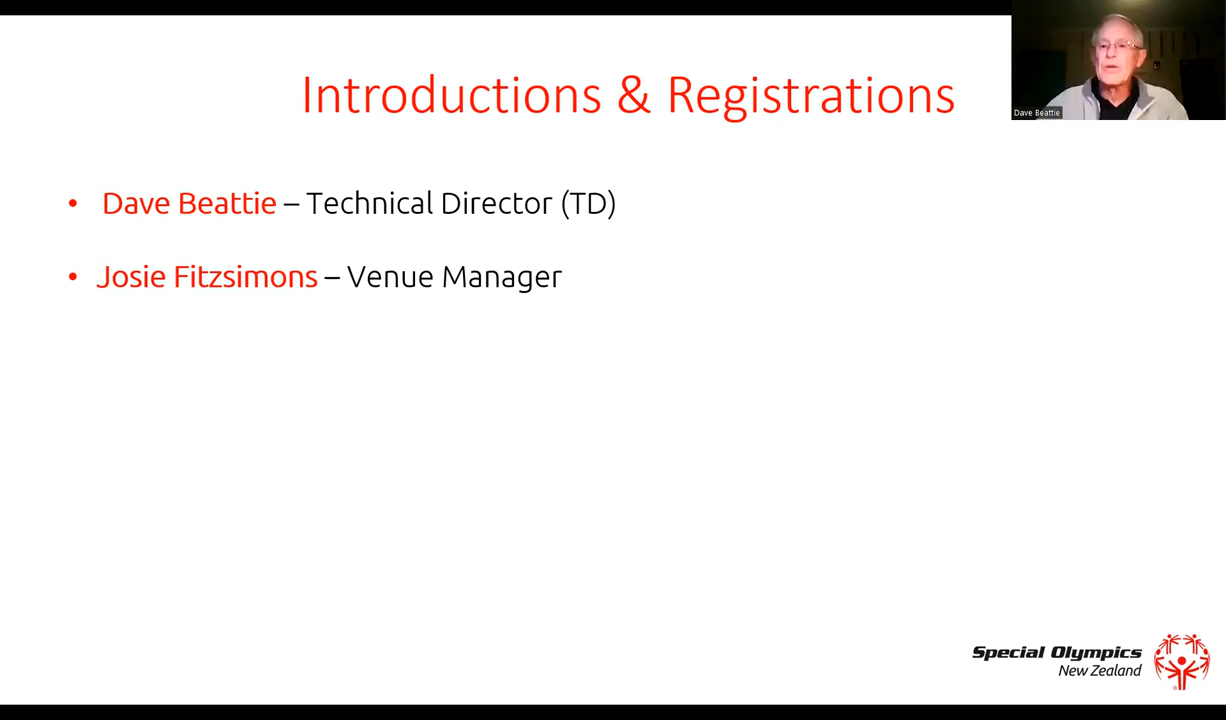 Introductions & Registrations
Dave Beattie
• Dave Beattie – Technical Director (TD)
• Josie Fitzsimons – Venue Manager
Special Olympics
New Zealand